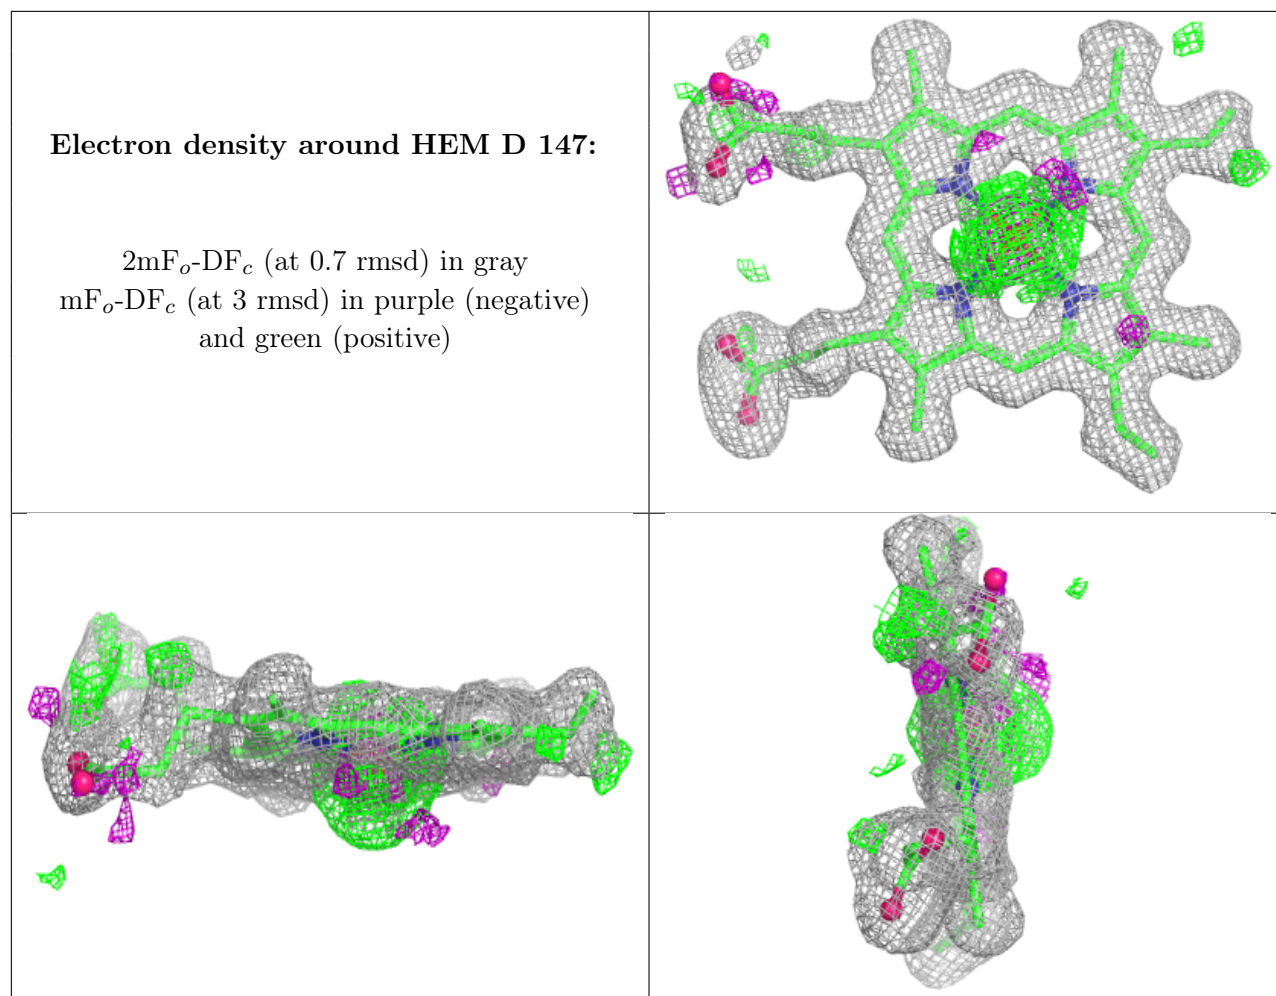 Electron density around HEM D 147:
2mFo-DFc (at 0.7 rmsd) in gray
mFo-DFc (at 3 rmsd) in purple (negative)
and green (positive)